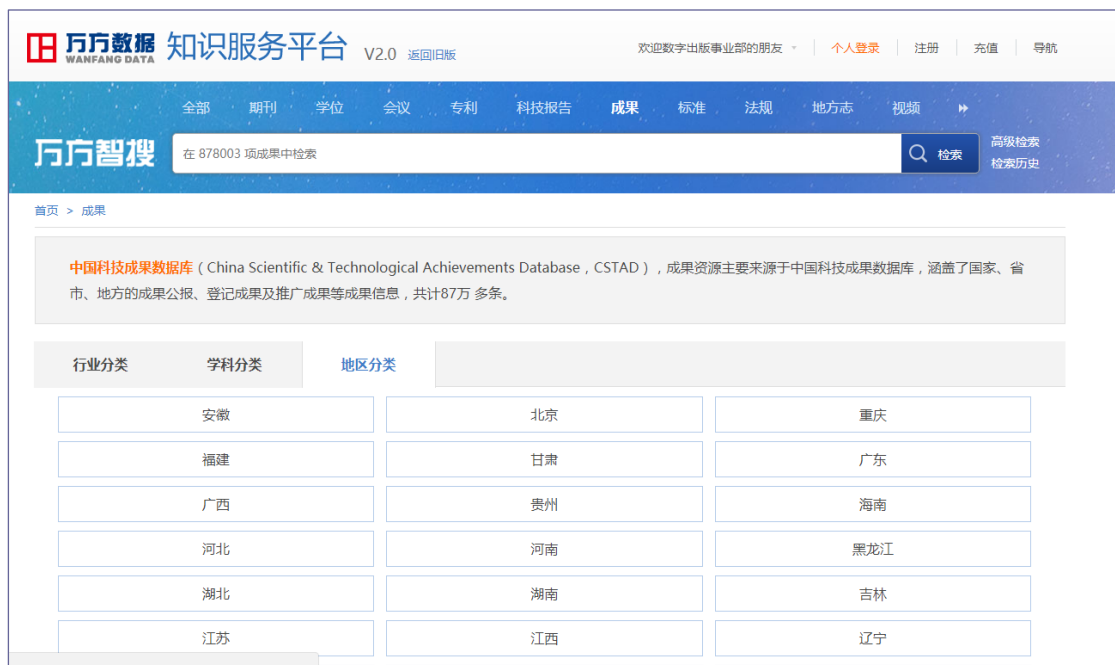 万方数据 知识服务平台 V2.0 返回旧版 欢迎数字出版事业部的朋友 个人登录 注册 充值 导航
WANFANG DATA
全部 期刊 学位 会议 专利 科技报告 成果 标准 法规 地方志 视频
万方智搜 在 878003 项成果中检索 检索 高级检索
检索历史
首页 > 成果
中国科技成果数据库(China Scientific & Technological Achievements Database,CSTAD),成果资源主要来源于中国科技成果数据库,涵盖了国家、省
市、地方的成果公报、登记成果及推广成果等成果信息,共计87万 多条。
行业分类 学科分类 地区分类
安徽 北京 重庆
福建 甘肃 广东
广西 贵州 海南
河北 河南 黑龙江
湖北 湖南 吉林
江苏 江西 辽宁